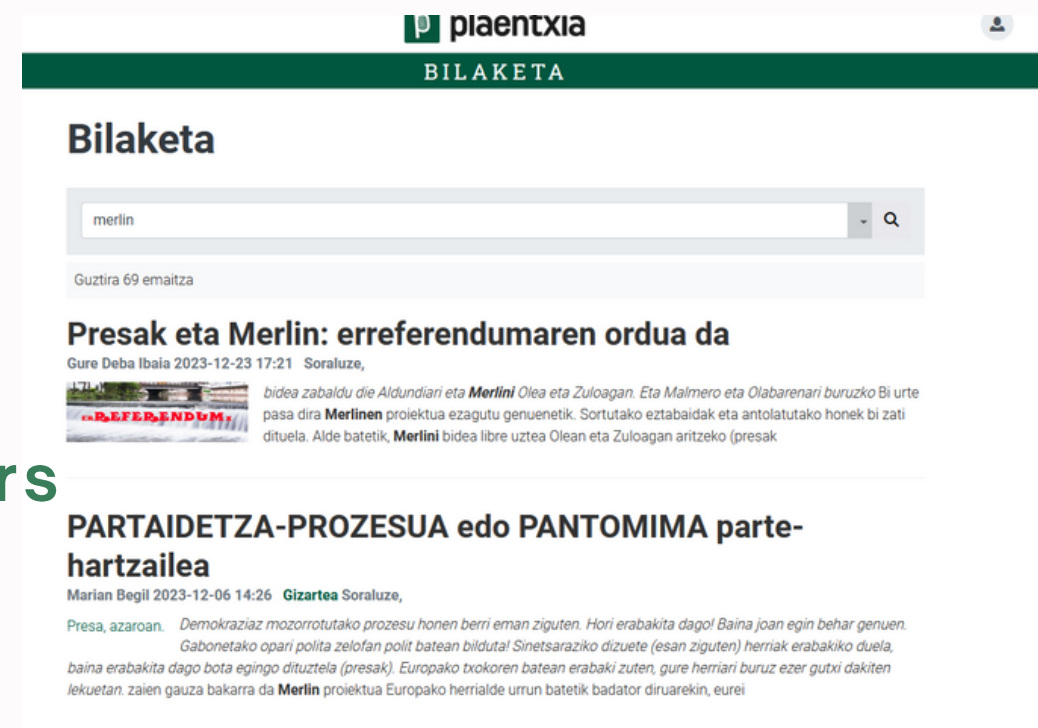 plaentxia
BILAKETA
Bilaketa
merlin
Guztira 69 emaitza
Presak eta Merlin: erreferendumaren ordua da
Gure Deba Ibaia 2023-12-23 17:21 Soraluze,
bidea zabaldu die Aldundiari eta Merlini Olea eta Zuloagan. Eta Malmero eta Olabarenari buruzko Bi urte
pasa dira Merlinen proiektua ezagutu genuenetik. Sortutako eztabaidak eta antolatutako honek bi zati
dituela. Alde batetik, Merlini bidea libre uztea Olean eta Zuloagan aritzeko (presak
rs
PARTAIDETZA-PROZESUA edo PANTOMIMA parte-
hartzailea
Marian Begil 2023-12-06 14:26 Gizartea Soraluze,
Presa, azaroan. Demokraziaz mozorrotutako prozesu honen berri eman ziguten. Hori erabakita dago! Baina joan egin behar genuen.
Gabonetako opari polita zelofan polit batean bilduta! Sinetsaraziko dizuete (esan ziguten) herriak erabakiko duela,
baina erabakita dago bota egingo dituztela (presak). Europako txokoren batean erabaki zuten, gure herriari buruz ezer gutxi dakiten
lekuetan. zaien gauza bakarra da Merlin proiektua Europako herrialde urrun batetik badator diruarekin, eurei